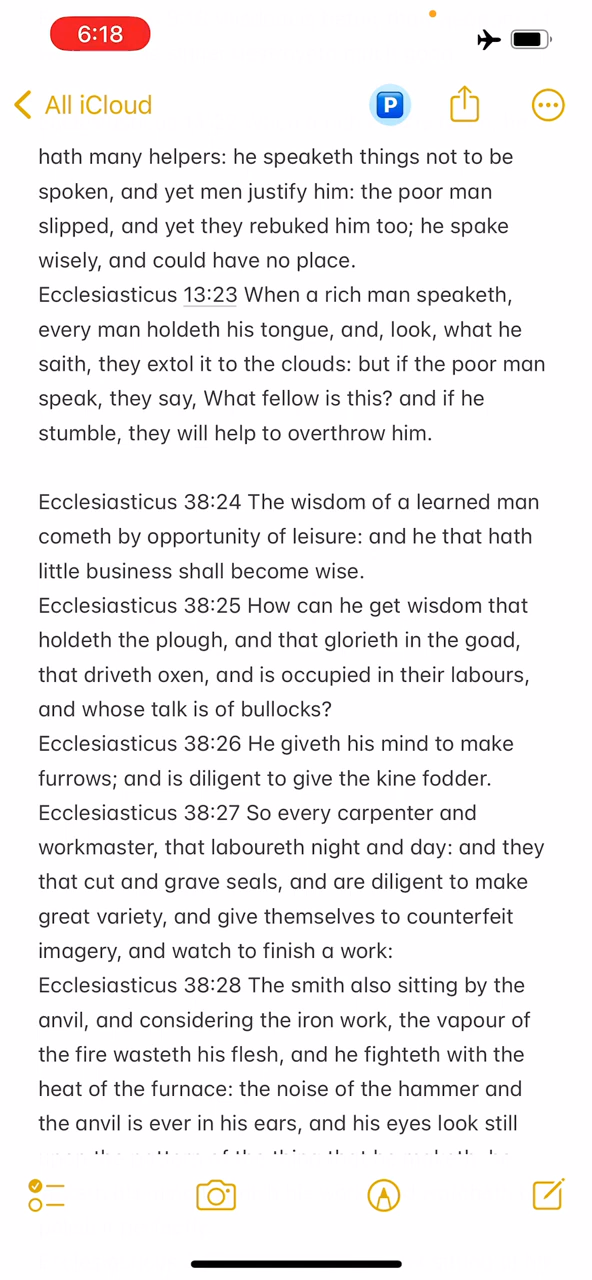 6:18
All iCloud
P
hath many helpers: he speaketh things not to be
spoken, and yet men justify him: the poor man
slipped, and yet they rebuked him too; he spake
wisely, and could have no place.
Ecclesiasticus 13:23 When a rich man speaketh,
every man holdeth his tongue, and, look, what he
saith, they extol it to the clouds: but if the poor man
speak, they say, What fellow is this? and if he
stumble, they will help to overthrow him.
Ecclesiasticus 38:24 The wisdom of a learned man
cometh by opportunity of leisure: and he that hath
little business shall become wise.
Ecclesiasticus 38:25 How can he get wisdom that
holdeth the plough, and that glorieth in the goad,
that driveth oxen, and is occupied in their labours,
and whose talk is of bullocks?
Ecclesiasticus 38:26 He giveth his mind to make
furrows; and is diligent to give the kine fodder.
Ecclesiasticus 38:27 So every carpenter and
workmaster, that laboureth night and day: and they
that cut and grave seals, and are diligent to make
great variety, and give themselves to counterfeit
imagery, and watch to finish a work:
Ecclesiasticus 38:28 The smith also sitting by the
anvil, and considering the iron work, the vapour of
the fire wasteth his flesh, and he fighteth with the
heat of the furnace: the noise of the hammer and
the anvil is ever in his ears, and his eyes look still